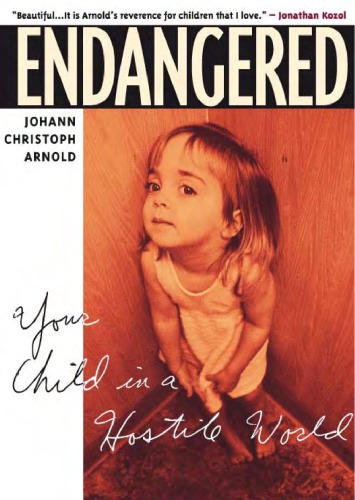 "Beautiful...It is Arnold's reverence for children that I love." – Jonathan Kozol
ENDANGERED
JOHANN
CHRISTOPH
ARNOLD
Your
Child in a
Hostile World